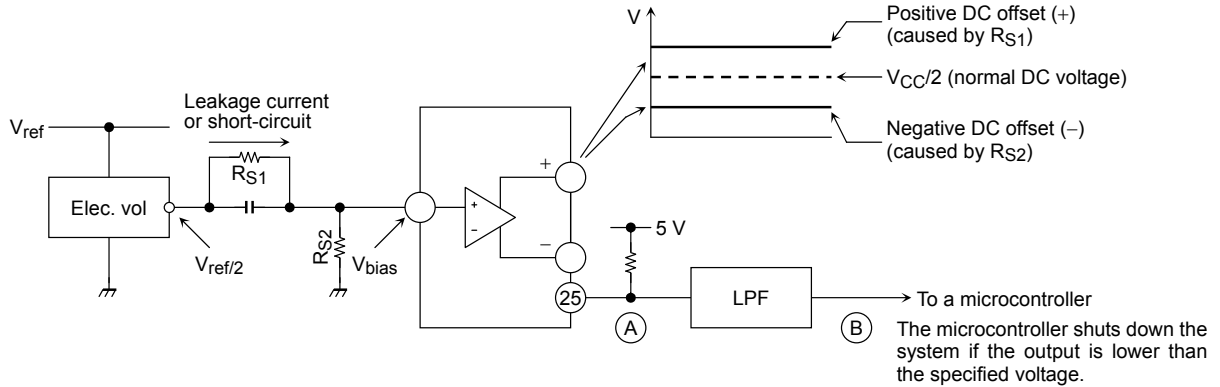 V
Positive DC offset (+)
(caused by RS1)
VCC/2 (normal DC voltage)
Negative DC offset (−)
(caused by RS2)
Leakage current
or short-circuit
Vref
RS1
Elec. vol
Vref/2
RS2
Vbias
+
−
+
−
5 V
25
A
LPF
B
To a microcontroller
The microcontroller shuts down the
system if the output is lower than
the specified voltage.